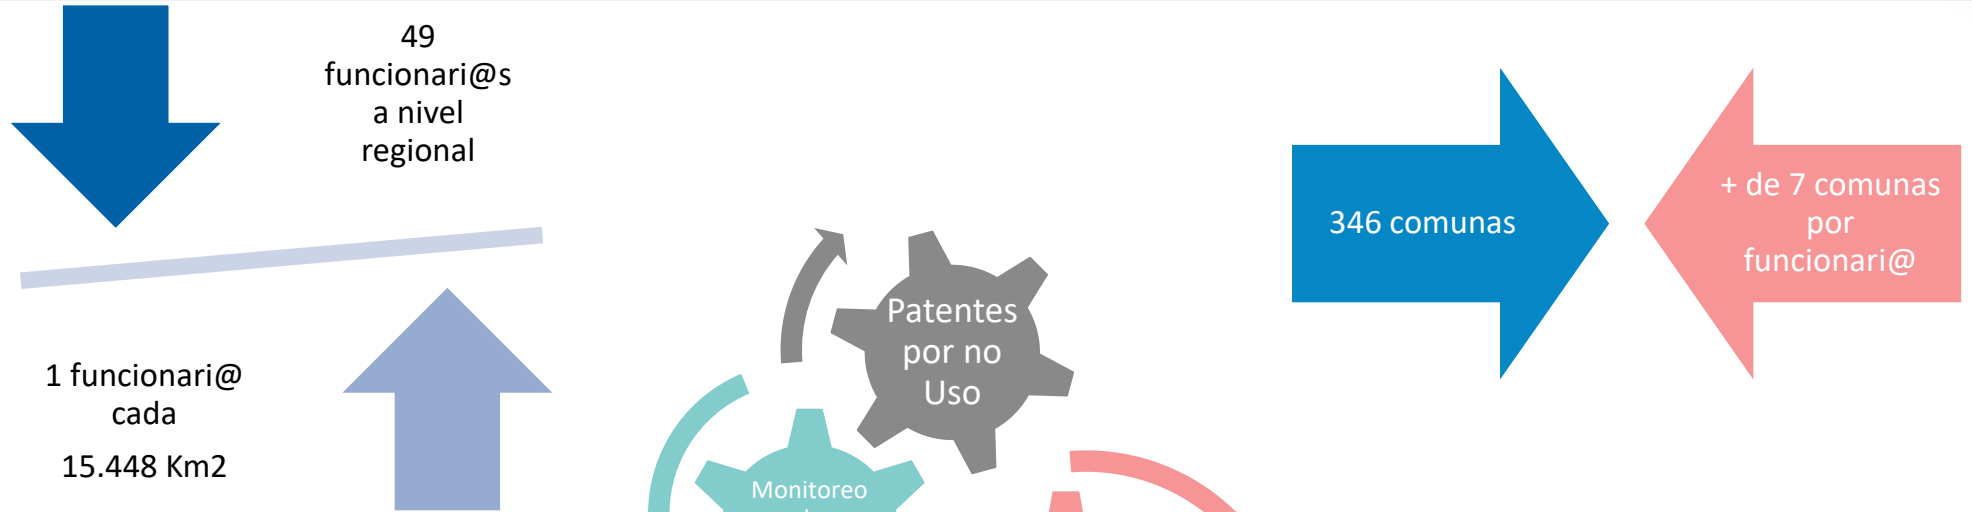 49
funcionari@s
a nivel
regional
1 funcionari@
cada
15.448 Km2
Patentes
por no
Uso
Monitoreo
346 comunas
+ de 7 comunas
por
funcionari@